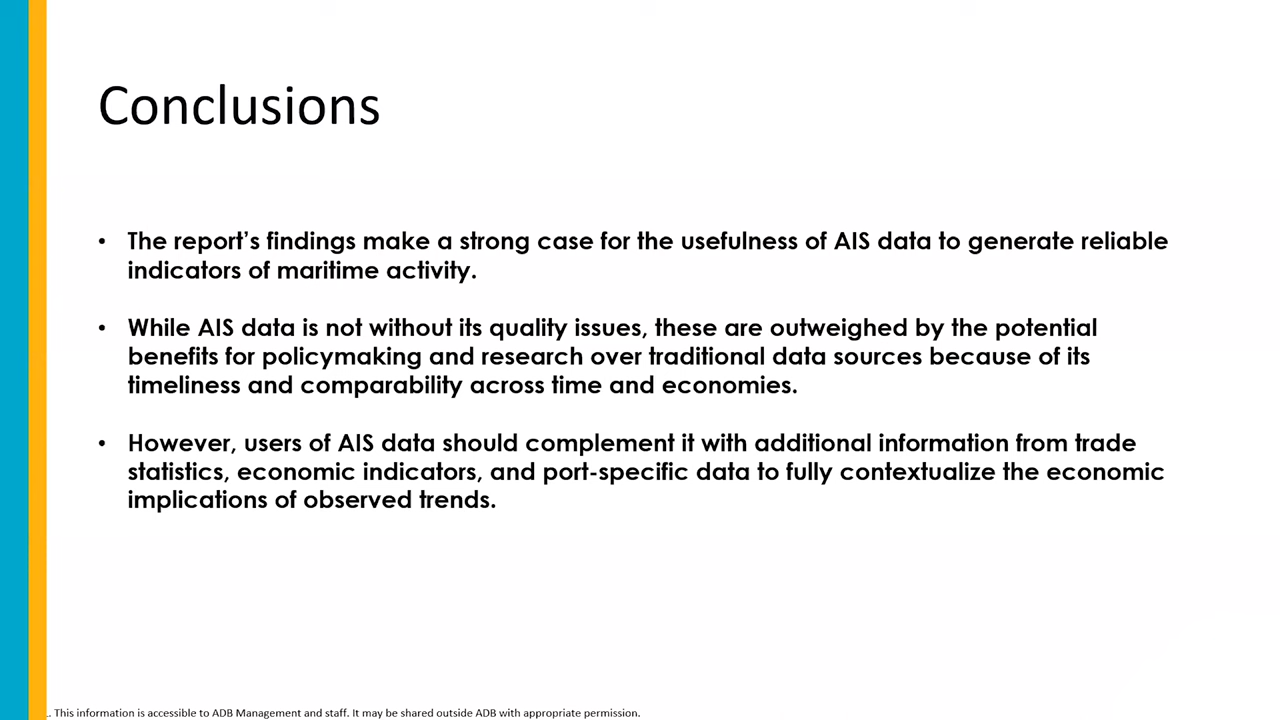 Conclusions
• The report’s findings make a strong case for the usefulness of AIS data to generate reliable
indicators of maritime activity.
• While AIS data is not without its quality issues, these are outweighed by the potential
benefits for policymaking and research over traditional data sources because of its
timeliness and comparability across time and economies.
• However, users of AIS data should complement it with additional information from trade
statistics, economic indicators, and port-specific data to fully contextualize the economic
implications of observed trends.
. This information is accessible to ADB Management and staff. It may be shared outside ADB with appropriate permission.